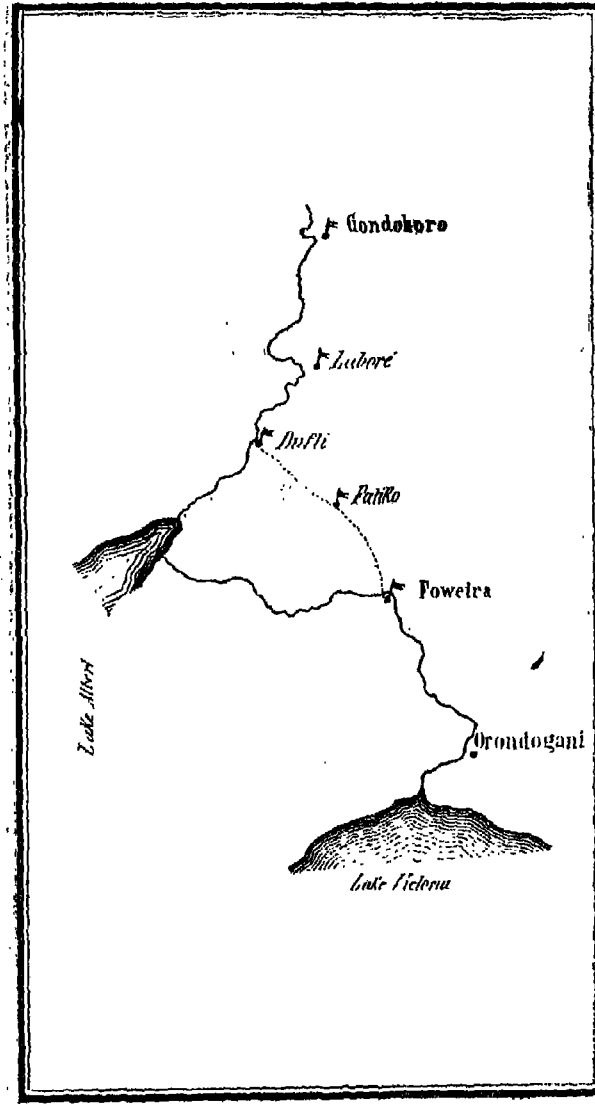 Gondokoro
Laboré
Dufli
Fatiko
Foweira
Lake Albert
Orondogani
Lake Victoria